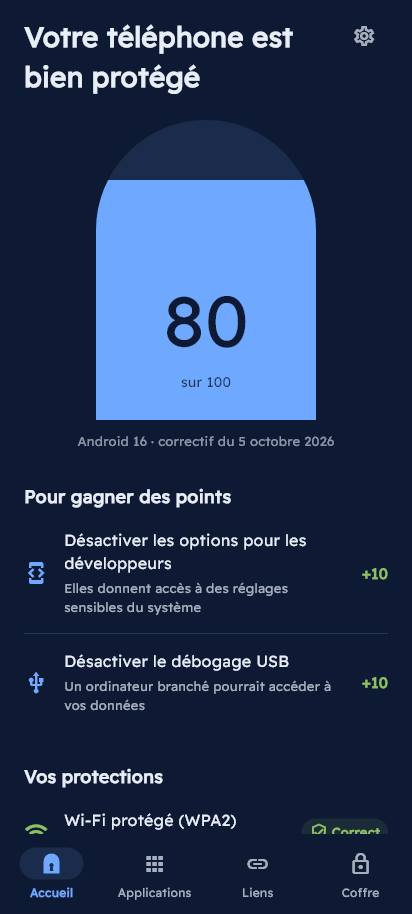 Votre téléphone est
bien protégé
80
sur 100
Android 16 · correctif du 5 octobre 2026
Pour gagner des points
Désactiver les options pour les
développeurs
Elles donnent accès à des réglages
sensibles du système
+10
Désactiver le débogage USB
Un ordinateur branché pourrait accéder à
vos données
+10
Vos protections
Wi-Fi protégé (WPA2)
Correct
Accueil
Applications
Liens
Coffre